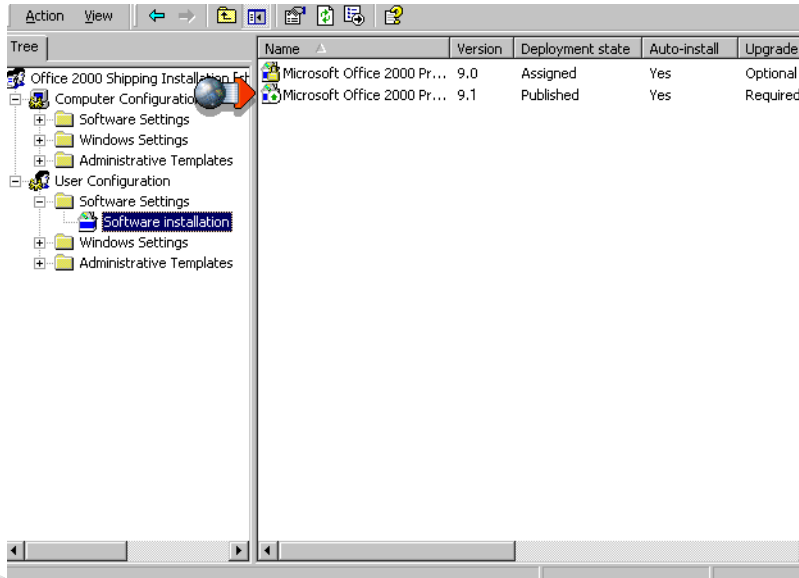 Action View
Tree
Name Version Deployment state Auto-install Upgrade
Office 2000 Shipping Installation
Microsoft Office 2000 Pr... 9.0 Assigned Yes Optional
Computer Configuratio
Microsoft Office 2000 Pr... 9.1 Published Yes Required
Software Settings
Windows Settings
Administrative Templates
User Configuration
Software Settings
Software installation
Windows Settings
Administrative Templates